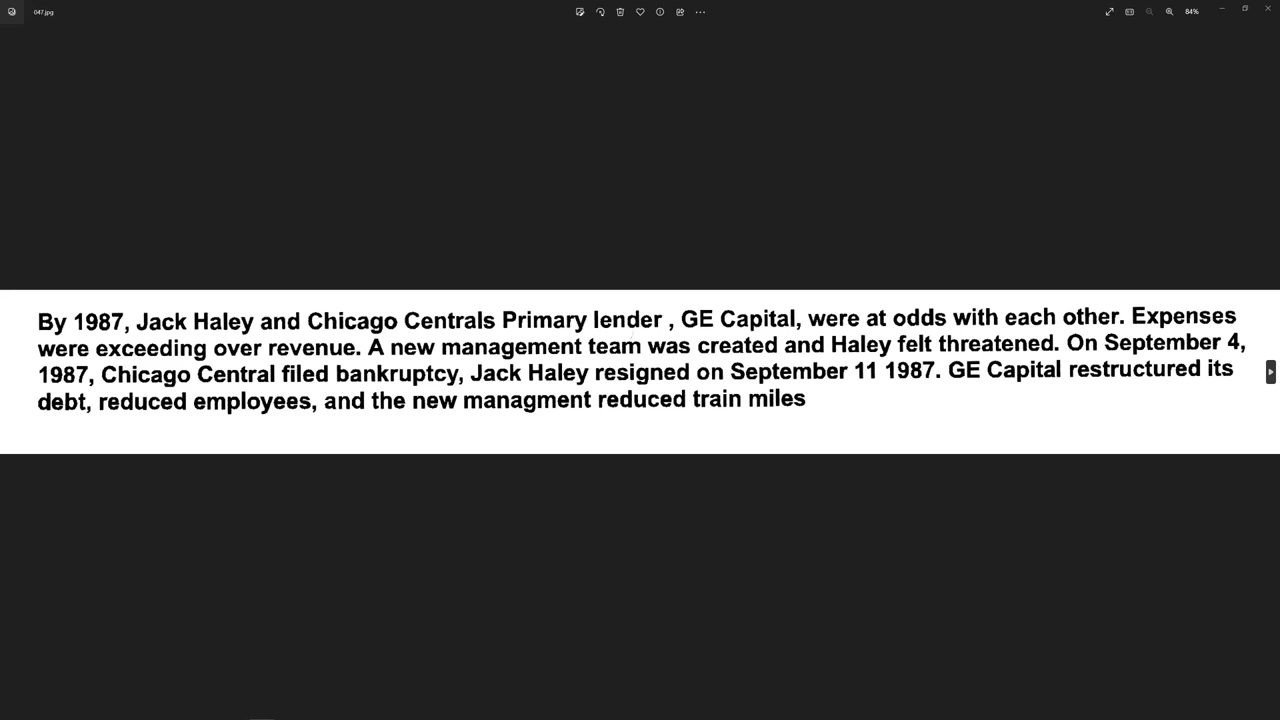 047.jpg
84%
By 1987, Jack Haley and Chicago Centrals Primary lender , GE Capital, were at odds with each other. Expenses
were exceeding over revenue. A new management team was created and Haley felt threatened. On September 4,
1987, Chicago Central filed bankruptcy, Jack Haley resigned on September 11 1987. GE Capital restructured its
debt, reduced employees, and the new managment reduced train miles